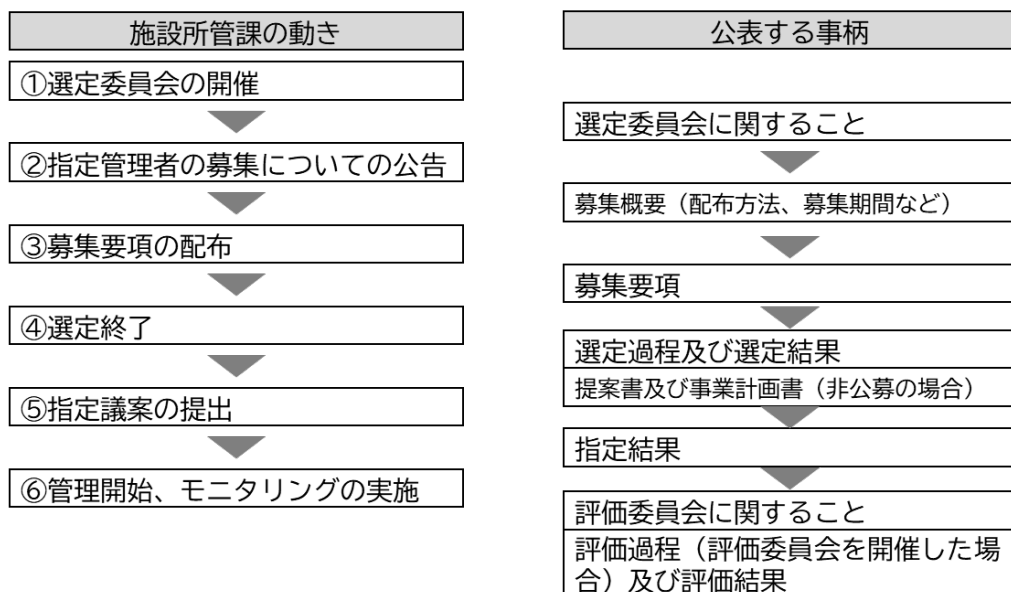 施設所管課の動き
①選定委員会の開催
②指定管理者の募集についての公告
③募集要項の配布
④選定終了
⑤指定議案の提出
⑥管理開始、モニタリングの実施
公表する事柄
選定委員会に関すること
募集概要（配布方法、募集期間など）
募集要項
選定過程及び選定結果
提案書及び事業計画書（非公募の場合）
指定結果
評価委員会に関すること
評価過程（評価委員会を開催した場
合）及び評価結果